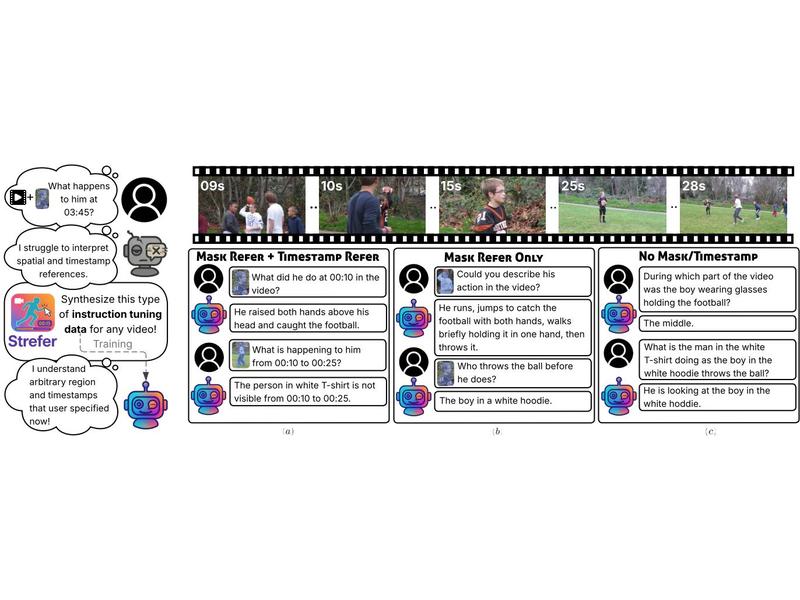 What happens
to him at
03:45?
I struggle to interpret
spatial and timestamp
references.
Synthesize this type
of instruction tuning
data for any video!
Strefer
Training
I understand
arbitrary region
and timestamps
that user specified
now!
09s
10s
15s
25s
28s
Mask Refer + Timestamp Refer
What did he do at 00:10 in the
video?
He raised both hands above his
head and caught the football.
What is happening to him
from 00:10 to 00:25?
The person in white T-shirt is not
visible from 00:10 to 00:25.
(a)
Mask Refer Only
Could you describe his
action in the video?
He runs, jumps to catch the
football with both hands, walks
briefly holding it in one hand, then
throws it.
Who throws the ball before
he does?
The boy in a white hoodie.
(b)
No Mask/Timestamp
During which part of the video
was the boy wearing glasses
holding the football?
The middle.
What is the man in the white
T-shirt doing as the boy in the
white hoodie throws the ball?
He is looking at the boy in the
white hoddie.
(c)